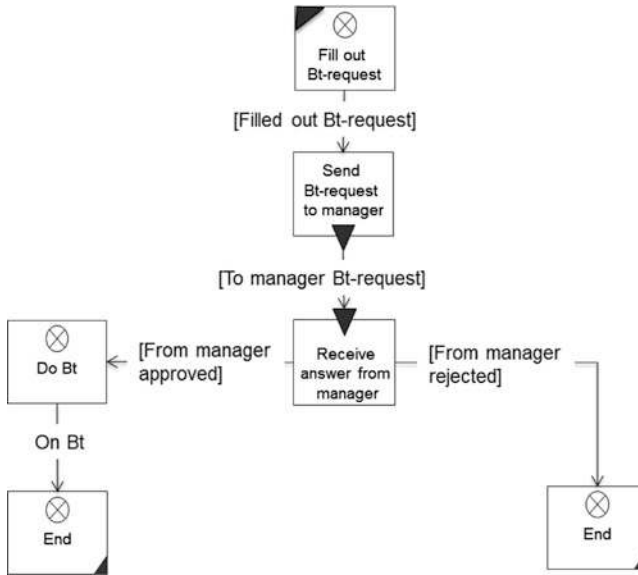 Fill out
Bt-request
[Filled out Bt-request]
Send
Bt-request
to manager
[To manager Bt-request]
Do Bt
[From manager
approved]
Receive
answer from
manager
[From manager
rejected]
On Bt
End
End